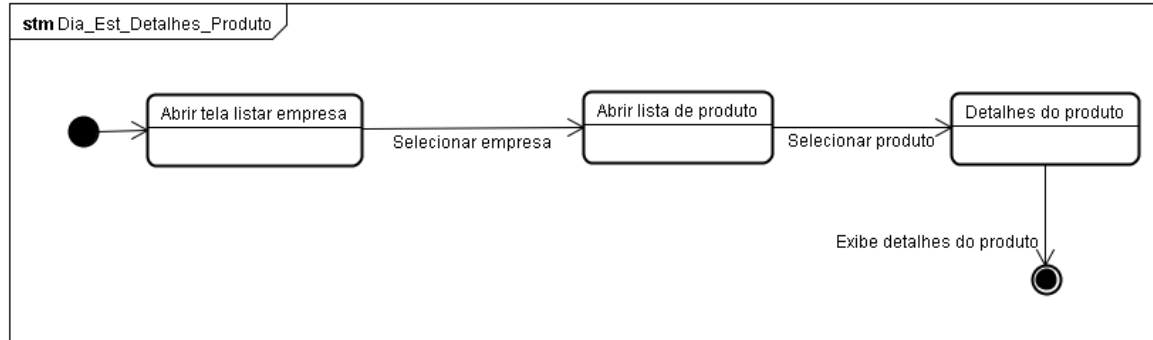 stm Dia_Est_Detalhes_Produto
Abrir tela listar empresa
Selecionar empresa
Abrir lista de produto
Selecionar produto
Detalhes do produto
Exibe detalhes do produto